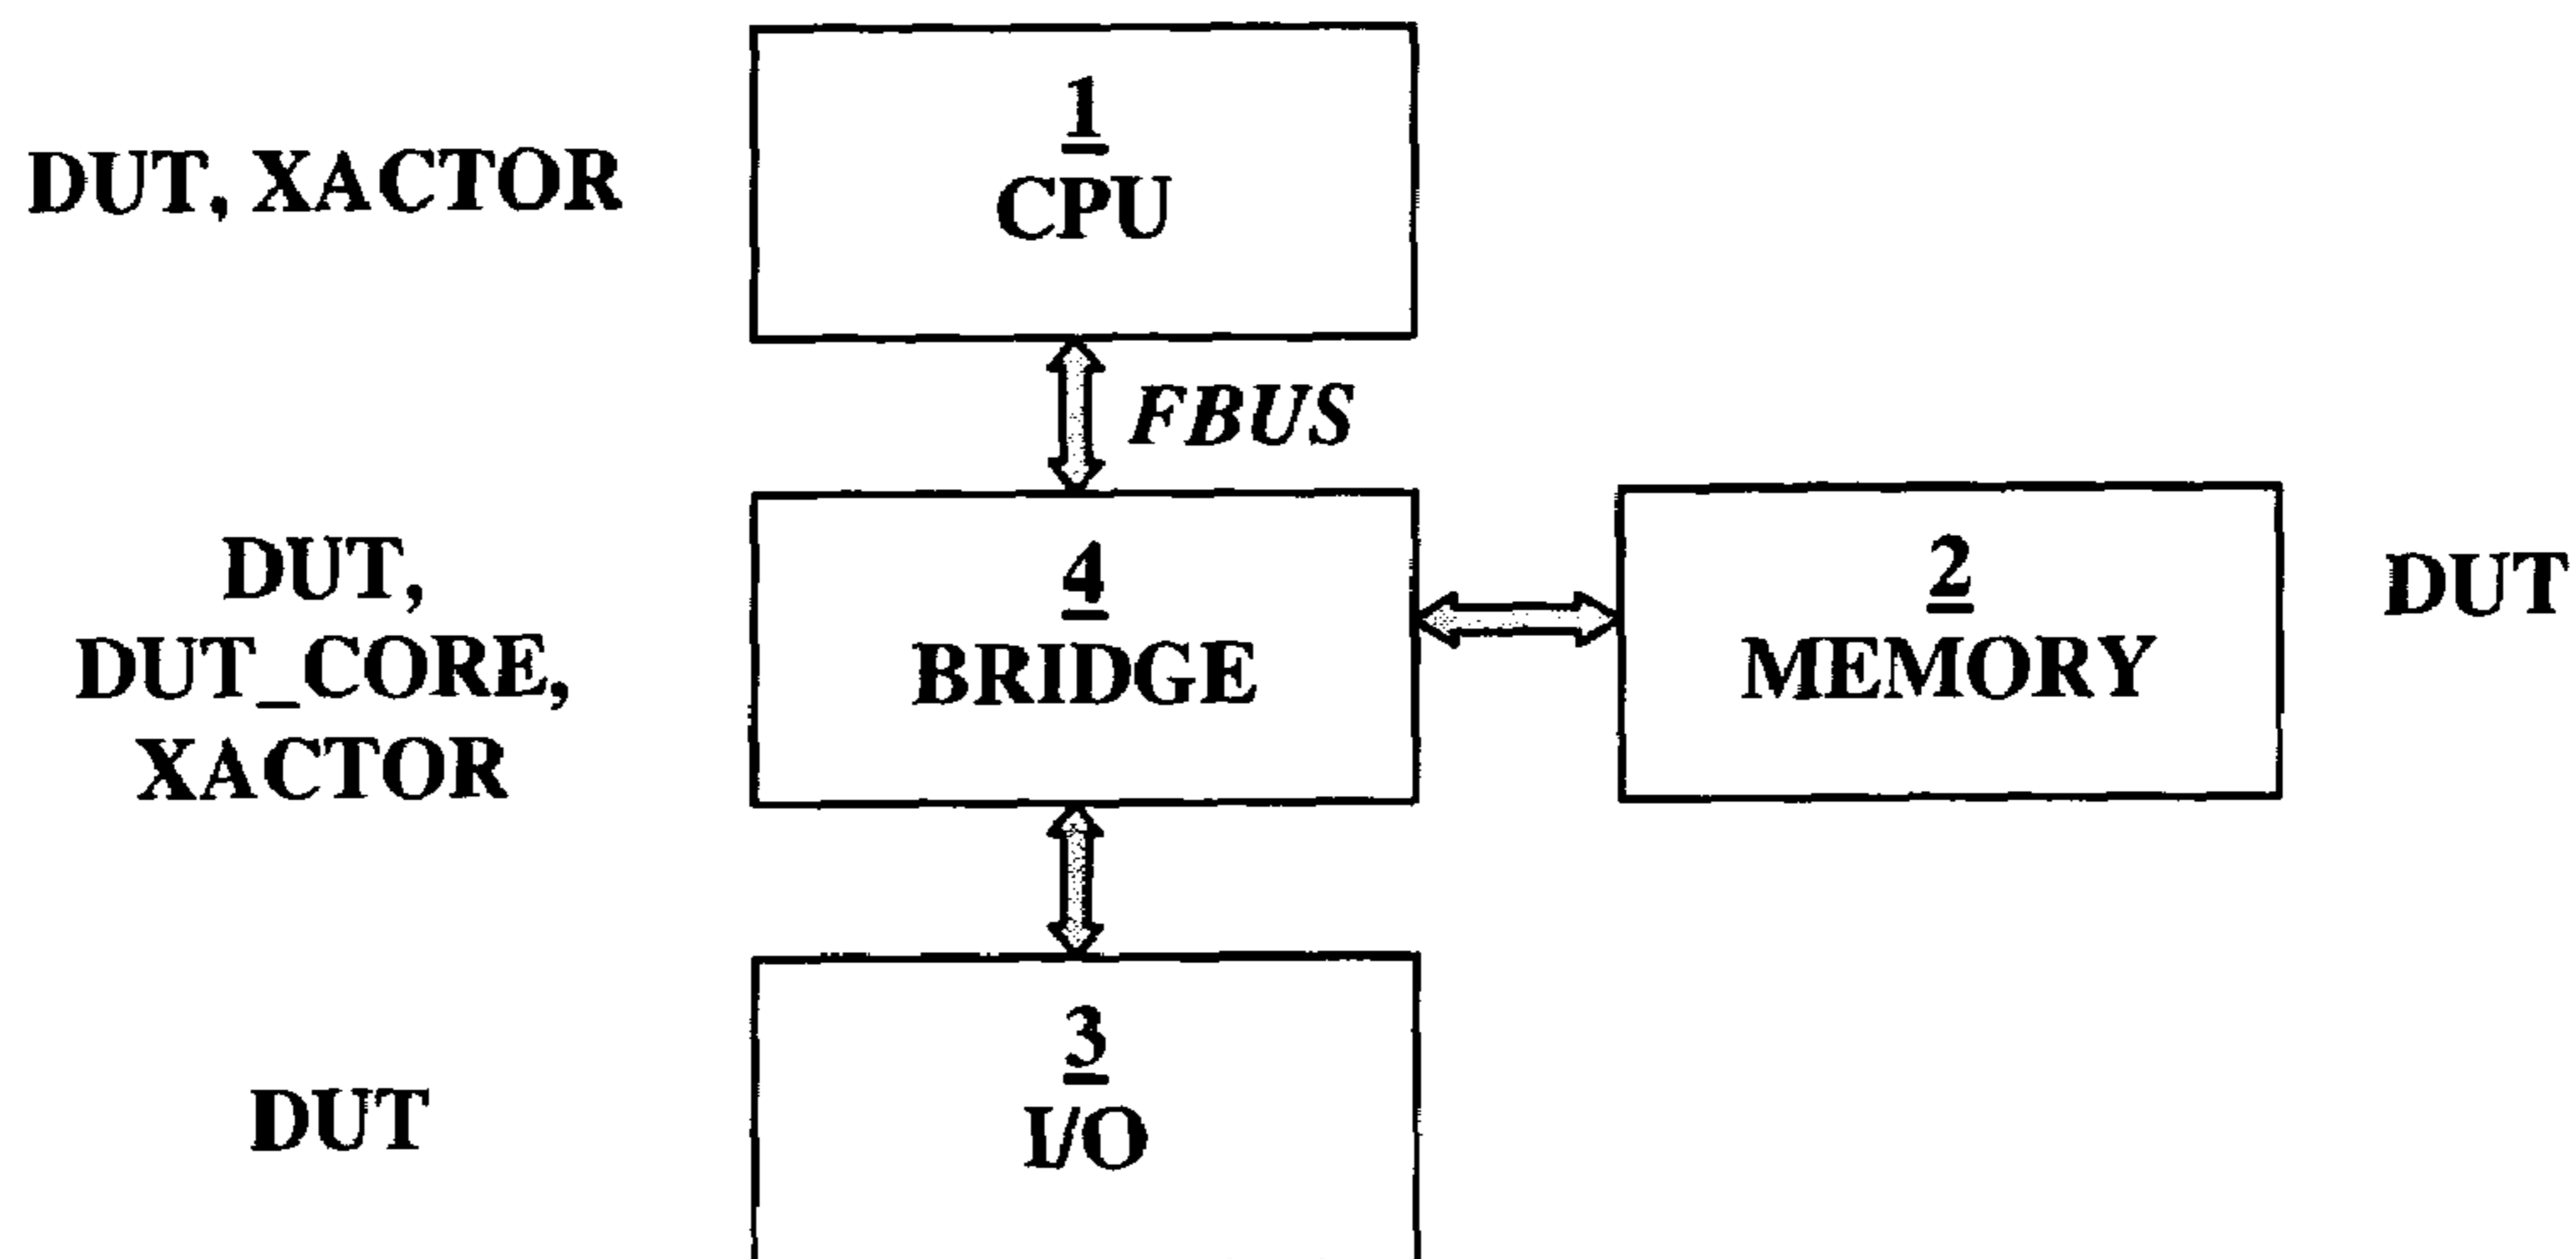 DUT, XACTOR
1
CPU
FBUS
DUT,
DUT_CORE,
XACTOR
4
BRIDGE
2
MEMORY
DUT
DUT
3
I/O